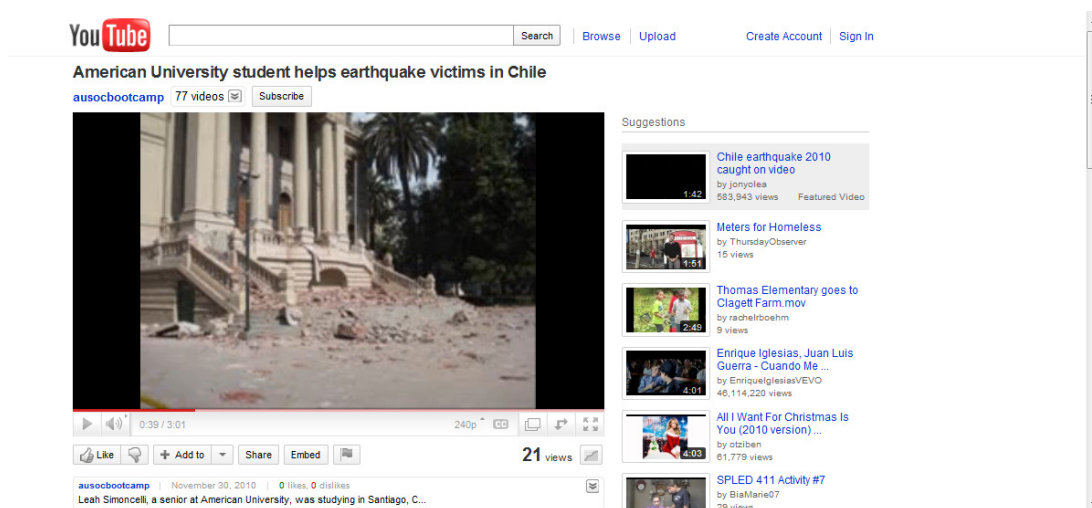 YouTube
Search
Browse
Upload
Create Account
Sign In
American University student helps earthquake victims in Chile
ausocbootcamp 77 videos Subscribe
0:39 / 3:01
240p CC
Like
Add to
Share
Embed
21 views
ausocbootcamp November 30, 2010 0 likes, 0 dislikes
Leah Simoncelli, a senior at American University, was studying in Santiago, C...
Suggestions
1:42
Chile earthquake 2010
caught on video
by jonyolea
583,943 views Featured Video
1:51
Meters for Homeless
by ThursdayObserver
15 views
2:49
Thomas Elementary goes to
Clagett Farm.mov
by rachelrboehm
9 views
4:01
Enrique Iglesias, Juan Luis
Guerra - Cuando Me ...
by EnriqueIglesiasVEVO
46,114,220 views
4:03
All I Want For Christmas Is
You (2010 version) ...
by otziben
61,779 views
SPLED 411 Activity #7
by BiaMarie07
29 views